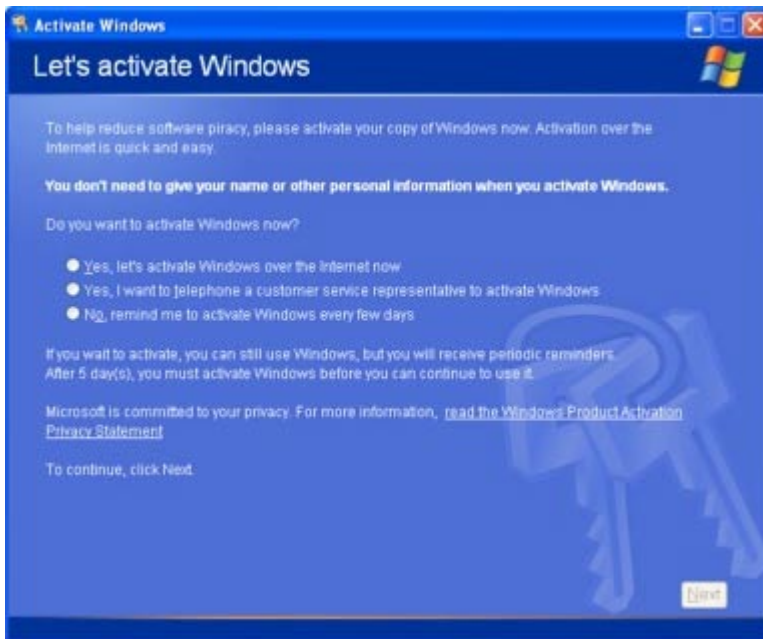 Activate Windows
Let's activate Windows
To help reduce software piracy, please activate your copy of Windows now. Activation over the
Internet is quick and easy.
You don't need to give your name or other personal information when you activate Windows.
Do you want to activate Windows now?
Yes, let's activate Windows over the Internet now
Yes, I want to telephone a customer service representative to activate Windows
No, remind me to activate Windows every few days
If you wait to activate, you can still use Windows, but you will receive periodic reminders.
After 5 day(s), you must activate Windows before you can continue to use it.
Microsoft is committed to your privacy. For more information, read the Windows Product Activation
Privacy Statement
To continue, click Next.
Next